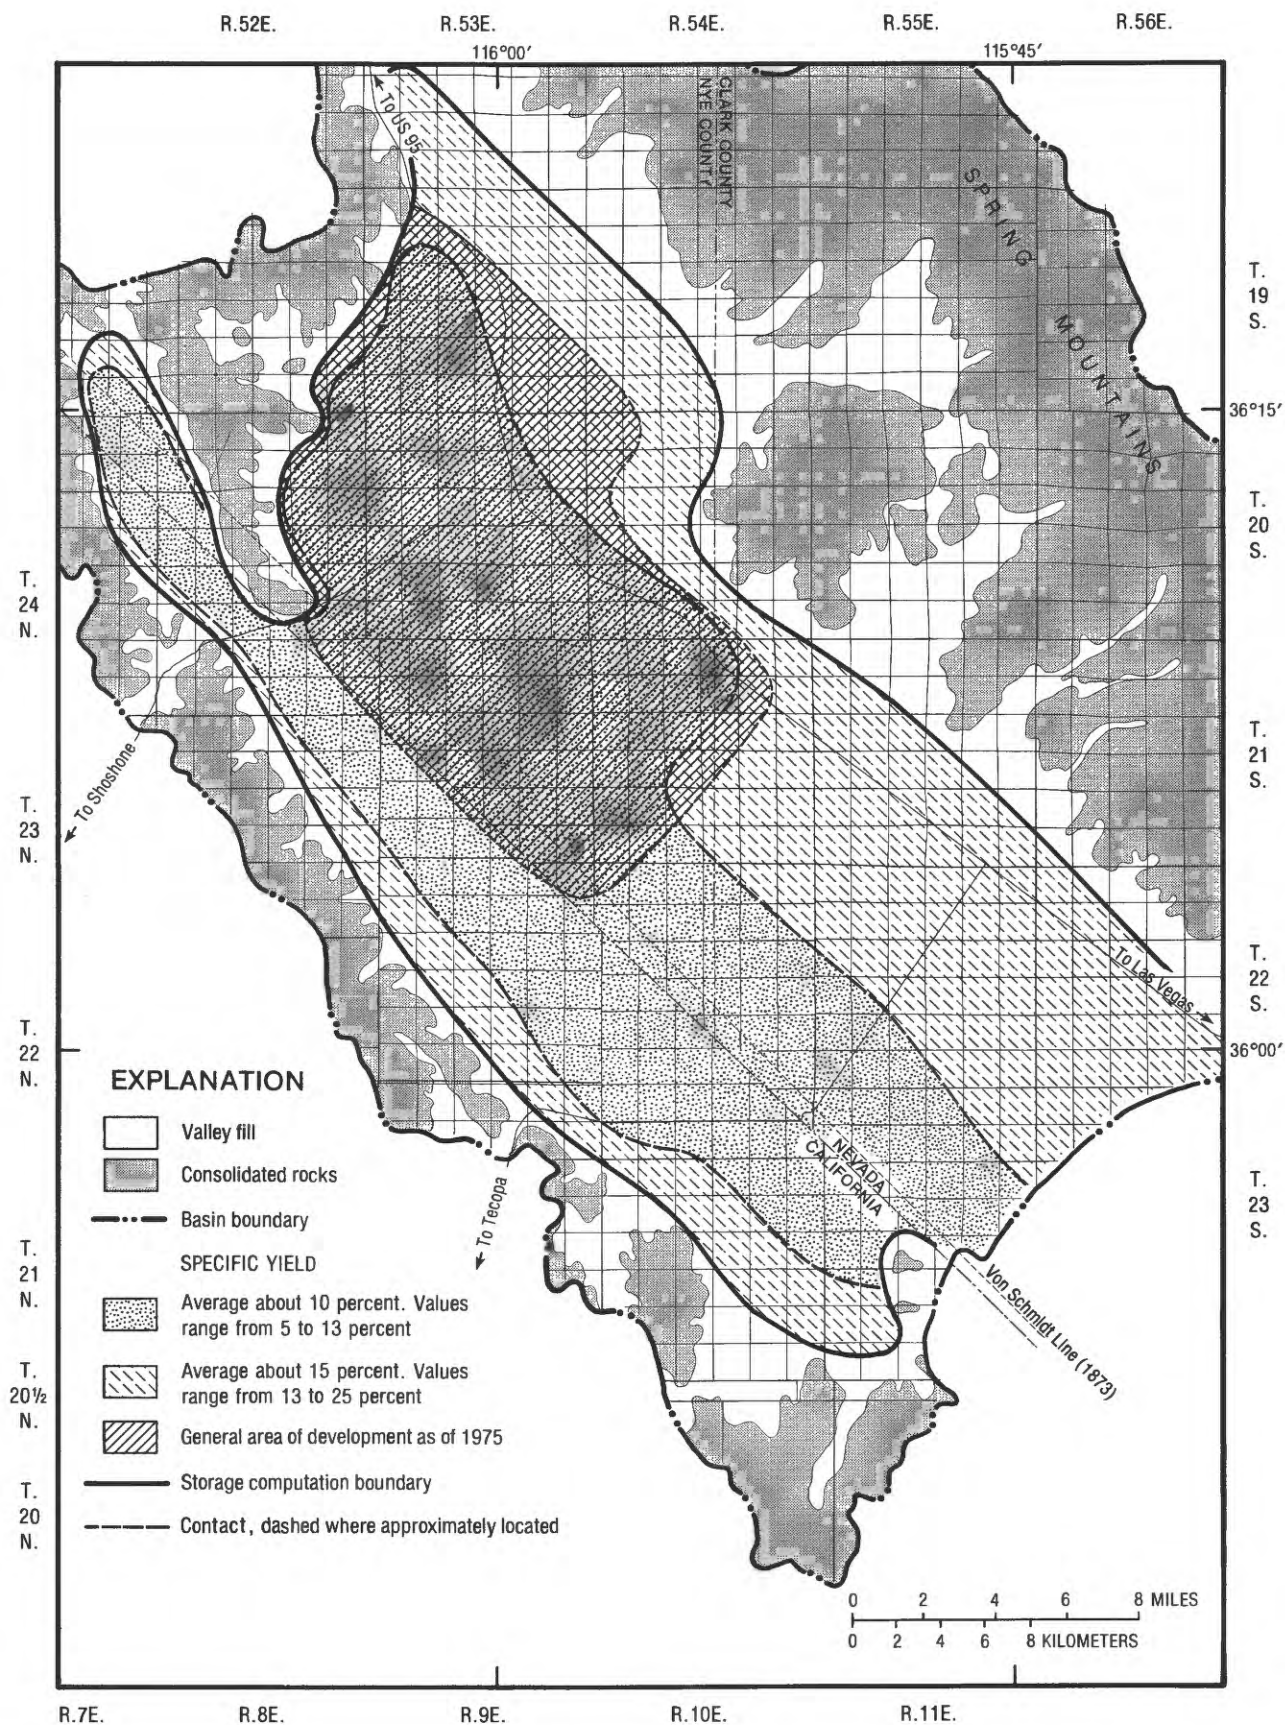 R.52E.
R.53E.
R.54E.
R.55E.
R.56E.
116°00′
115°45′
To US 95
CLARK COUNTY
NYE COUNTY
SPRING
MOUNTAINS
T.
19
S.
36°15′
T.
20
S.
T.
24
N.
T.
21
S.
To Shoshone
T.
23
N.
To Las Vegas
T.
22
S.
T.
22
N.
36°00′
NEVADA
CALIFORNIA
T.
23
S.
To Tecopa
Von Schmidt Line (1873)
T.
21
N.
T.
20½
N.
T.
20
N.
EXPLANATION
Valley fill
Consolidated rocks
Basin boundary
SPECIFIC YIELD
Average about 10 percent. Values
range from 5 to 13 percent
Average about 15 percent. Values
range from 13 to 25 percent
General area of development as of 1975
Storage computation boundary
Contact, dashed where approximately located
0 2 4 6 8 MILES
0 2 4 6 8 KILOMETERS
R.7E.
R.8E.
R.9E.
R.10E.
R.11E.